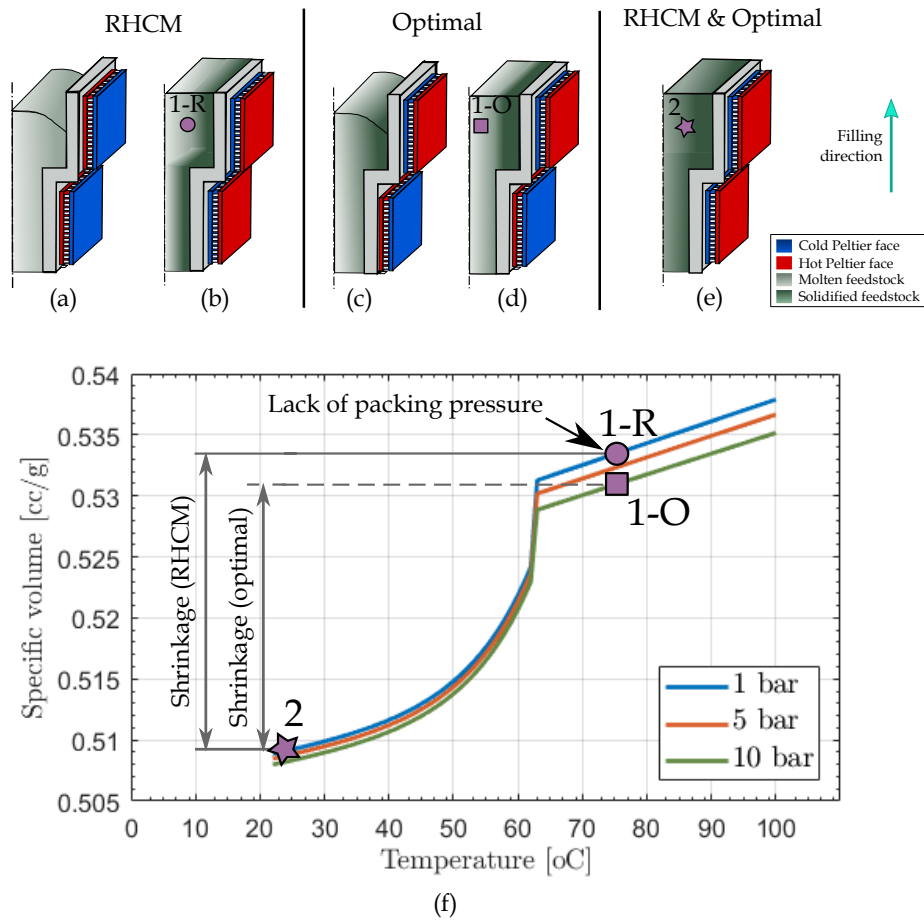 RHCM
Optimal
RHCM & Optimal
1-R
1-O
2
Filling
direction
Cold Peltier face
Hot Peltier face
Molten feedstock
Solidified feedstock
(a)
(b)
(c)
(d)
(e)
0.54
0.535
0.53
0.525
0.52
0.515
0.51
0.505
Specific volume [cc/g]
Lack of packing pressure
1-R
1-O
Shrinkage (RHCM)
Shrinkage (optimal)
2
1 bar
5 bar
10 bar
0
10
20
30
40
50
60
70
80
90
100
Temperature [oC]
(f)